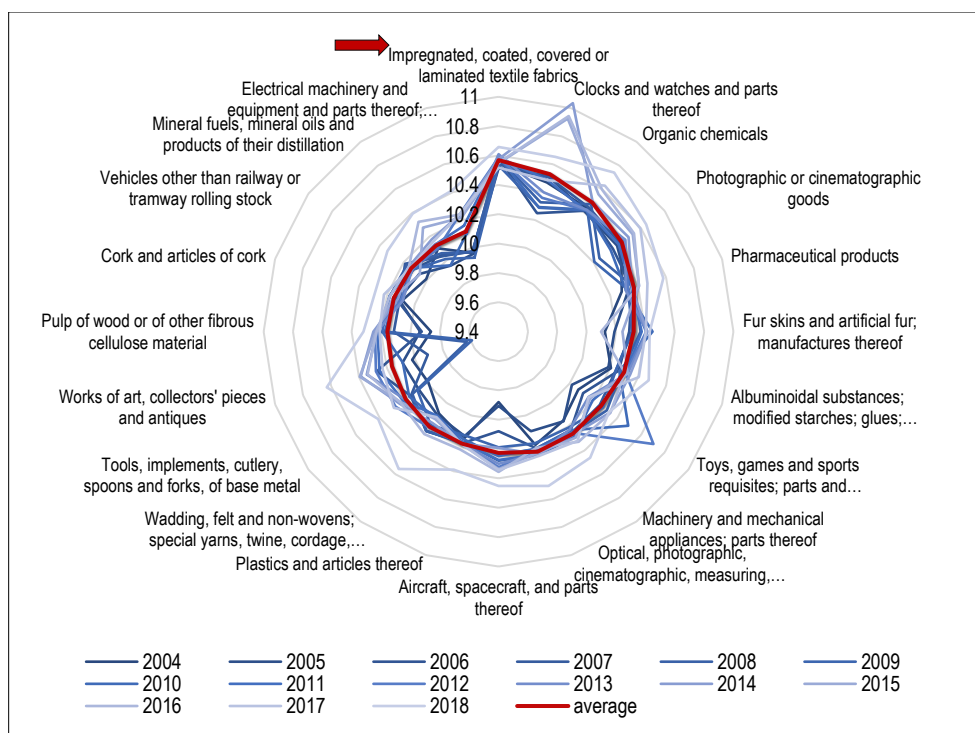 Impregnated, coated, covered or
laminated textile fabrics
Clocks and watches and parts
thereof
Organic chemicals
Photographic or cinematographic
goods
Pharmaceutical products
Fur skins and artificial fur;
manufactures thereof
Albuminoidal substances;
modified starches; glues;…
Toys, games and sports
requisites; parts and…
Machinery and mechanical
appliances; parts thereof
Optical, photographic,
cinematographic, measuring,…
Aircraft, spacecraft, and parts
thereof
Plastics and articles thereof
Wadding, felt and non-wovens;
special yarns, twine, cordage,…
Tools, implements, cutlery,
spoons and forks, of base metal
Works of art, collectors' pieces
and antiques
Pulp of wood or of other fibrous
cellulose material
Cork and articles of cork
Vehicles other than railway or
tramway rolling stock
Mineral fuels, mineral oils and
products of their distillation
Electrical machinery and
equipment and parts thereof;…
11
10.8
10.6
10.4
10.2
10
9.8
9.6
9.4
2004 2005 2006 2007 2008 2009
2010 2011 2012 2013 2014 2015
2016 2017 2018 average